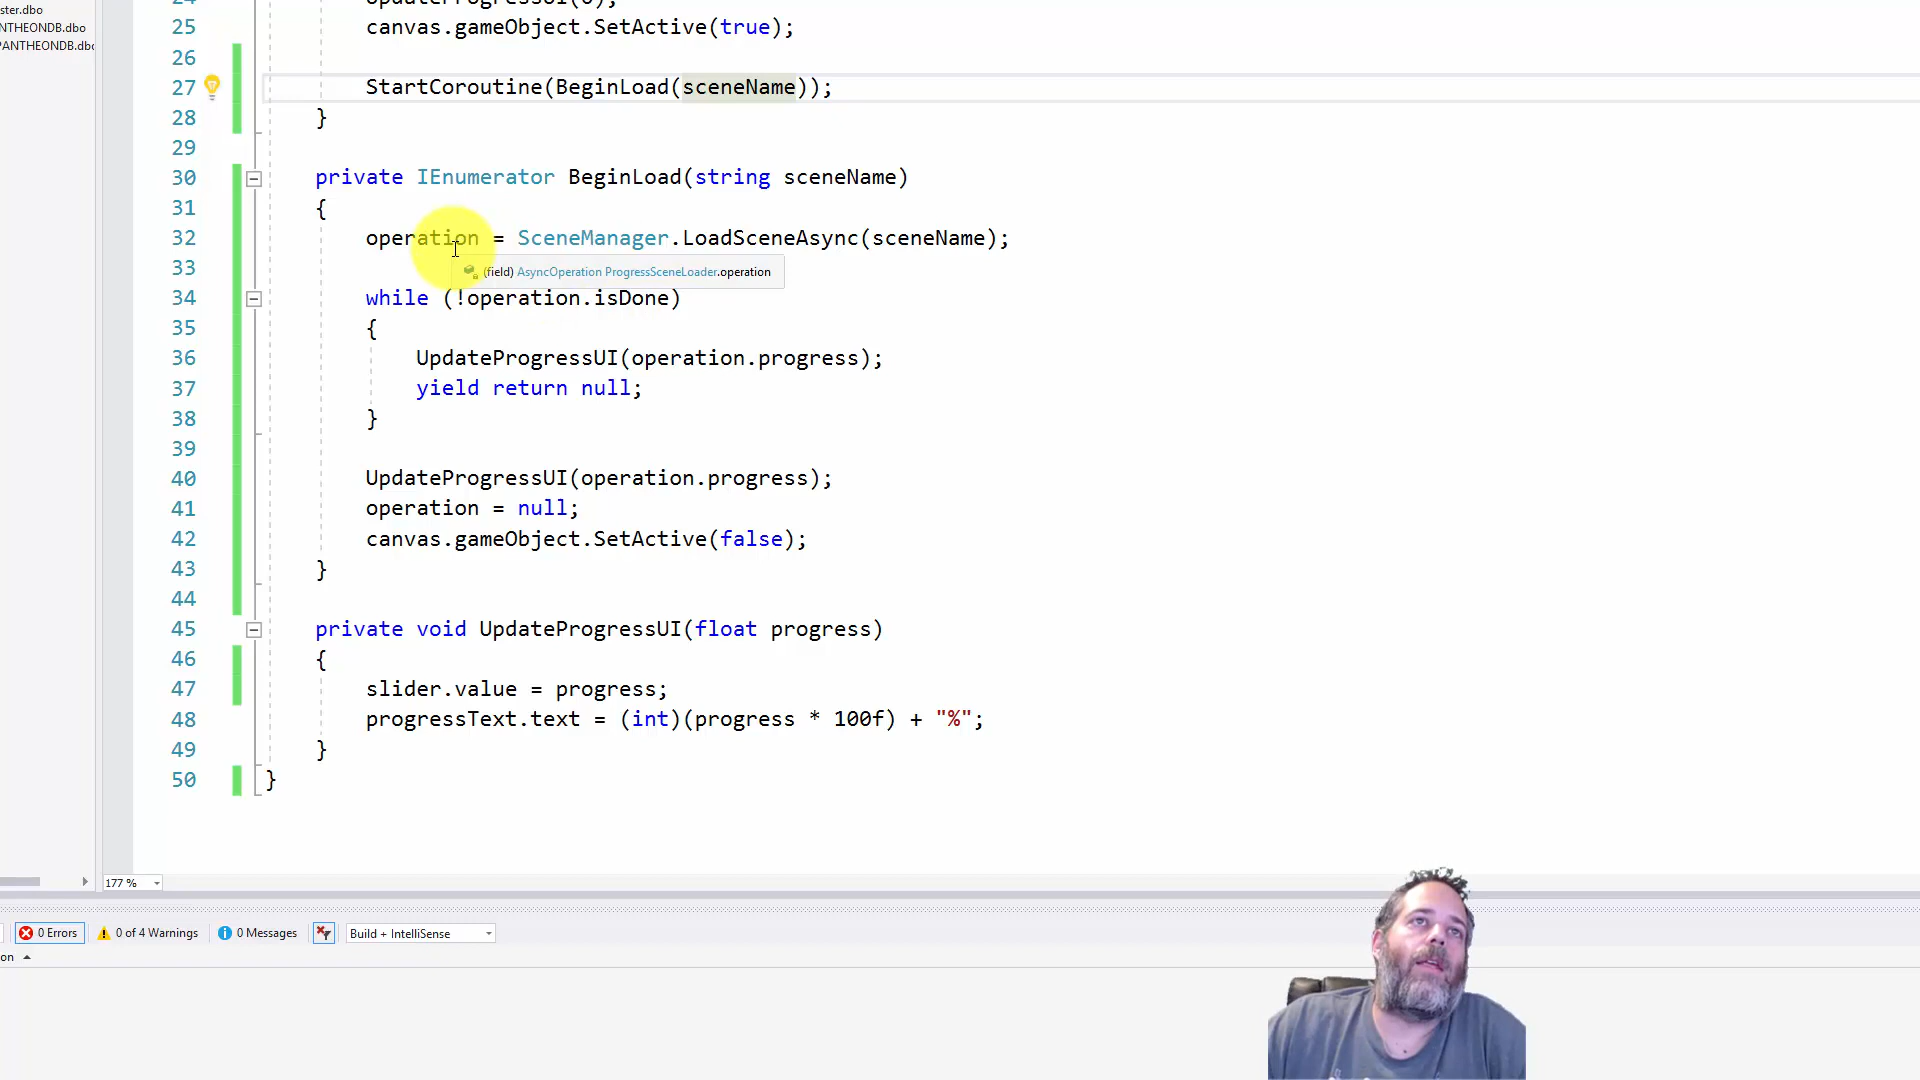 ster.dbo
NTHEONDB.dbo
PANTHEONDB.dbo
25 canvas.gameObject.SetActive(true);
26
27 StartCoroutine(BeginLoad(sceneName));
28 }
29
30 private IEnumerator BeginLoad(string sceneName)
31 {
32 operation = SceneManager.LoadSceneAsync(sceneName);
33 (field) AsyncOperation ProgressSceneLoader.operation
34 while (!operation.isDone)
35 {
36 UpdateProgressUI(operation.progress);
37 yield return null;
38 }
39
40 UpdateProgressUI(operation.progress);
41 operation = null;
42 canvas.gameObject.SetActive(false);
43 }
44
45 private void UpdateProgressUI(float progress)
46 {
47 slider.value = progress;
48 progressText.text = (int)(progress * 100f) + "%";
49 }
50 }
177 %
0 Errors 0 of 4 Warnings 0 Messages Build + IntelliSense
on